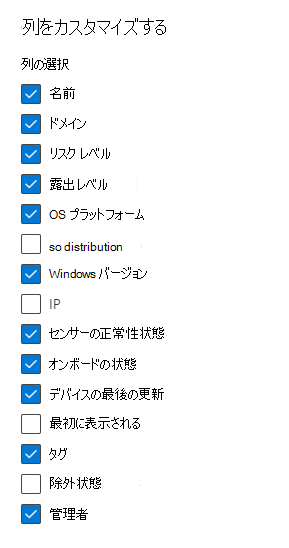 列をカスタマイズする
列の選択
名前
ドメイン
リスク レベル
露出レベル
OS プラットフォーム
so distribution
Windows バージョン
IP
センサーの正常性状態
オンボードの状態
デバイスの最後の更新
最初に表示される
タグ
除外状態
管理者